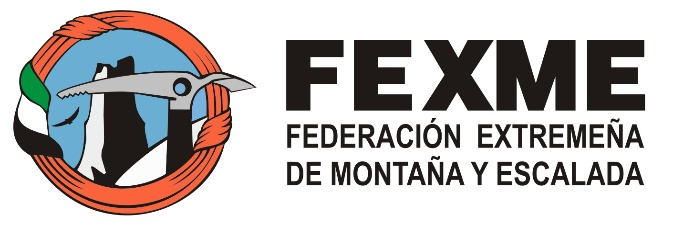 FEXME
FEDERACIÓN EXTREMEÑA
DE MONTAÑA Y ESCALADA